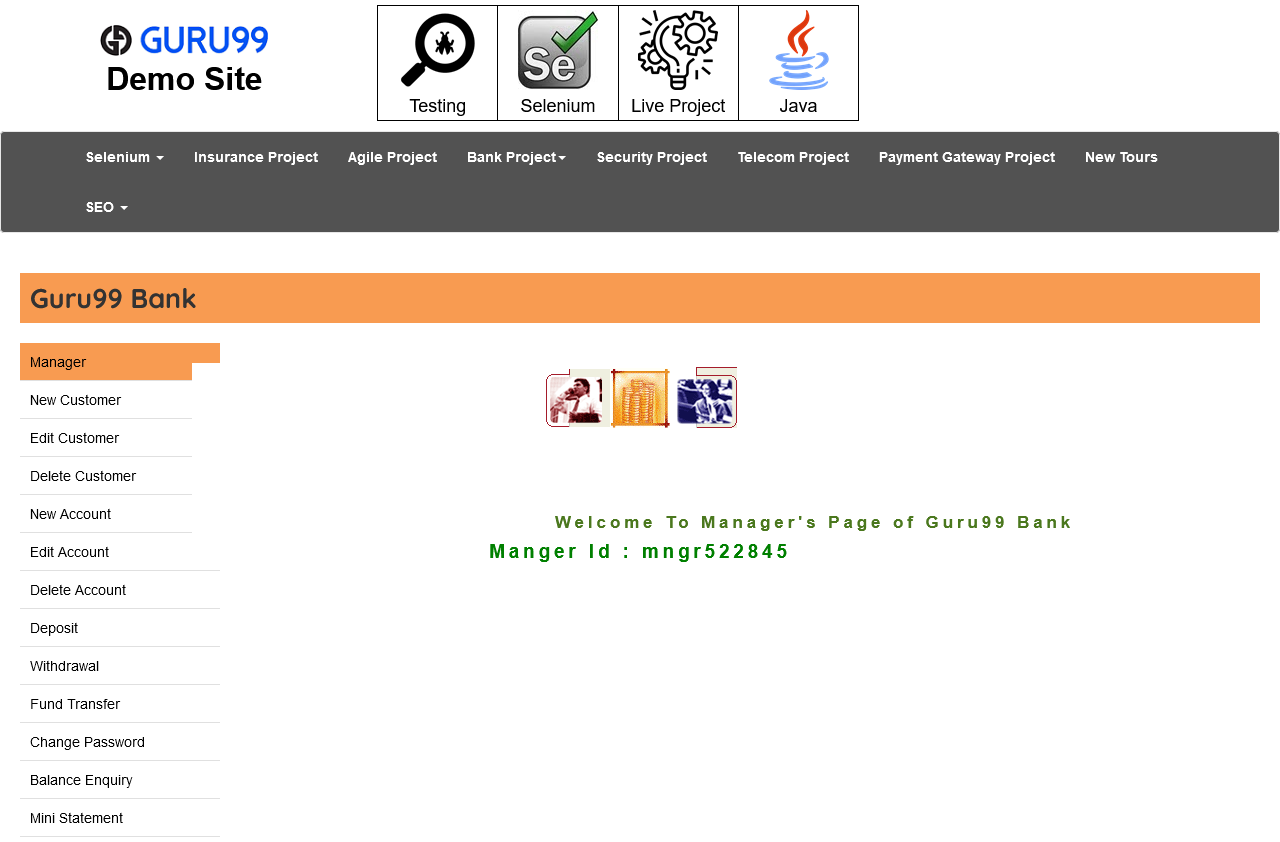 GURU99
Demo Site
Se
Testing Selenium Live Project Java
Selenium Insurance Project Agile Project Bank Project Security Project Telecom Project Payment Gateway Project New Tours
SEO
Guru99 Bank
Manager
New Customer
Edit Customer
Delete Customer
New Account
Edit Account
Delete Account
Deposit
Withdrawal
Fund Transfer
Change Password
Balance Enquiry
Mini Statement
Welcome To Manager's Page of Guru99 Bank
Manger Id : mngr522845